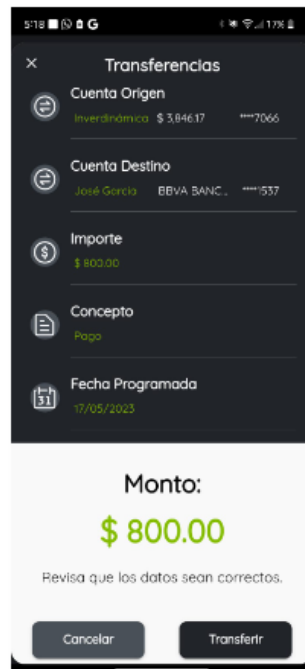 5:18 G 17%
× Transferencias
Cuenta Origen
Inverdinámica $ 3,846.17 ****7066
Cuenta Destino
José García BBVA BANC... ****1537
Importe
$ 800.00
Concepto
Pago
31
Fecha Programada
17/05/2023
Monto:
$ 800.00
Revisa que los datos sean correctos.
Cancelar Transferir